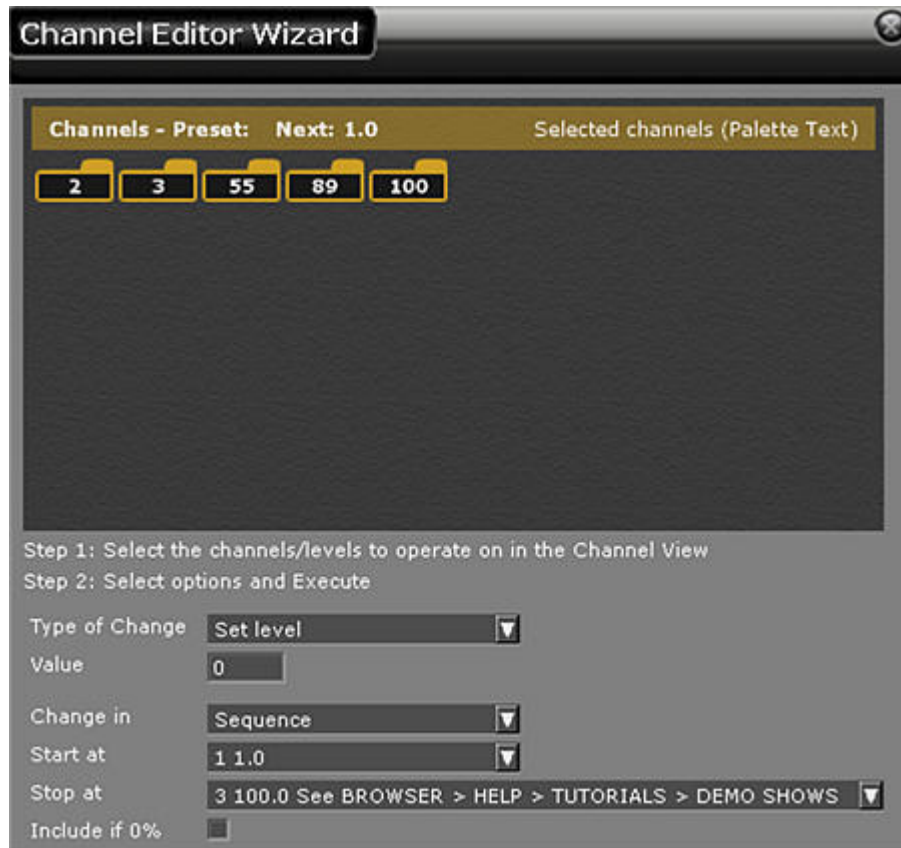 Channel Editor Wizard
Channels - Preset: Next: 1.0 Selected channels (Palette Text)
2 3 55 89 100
Step 1: Select the channels/levels to operate on in the Channel View
Step 2: Select options and Execute
Type of Change Set level
Value 0
Change in Sequence
Start at 1 1.0
Stop at 3 100.0 See BROWSER > HELP > TUTORIALS > DEMO SHOWS
Include if 0%